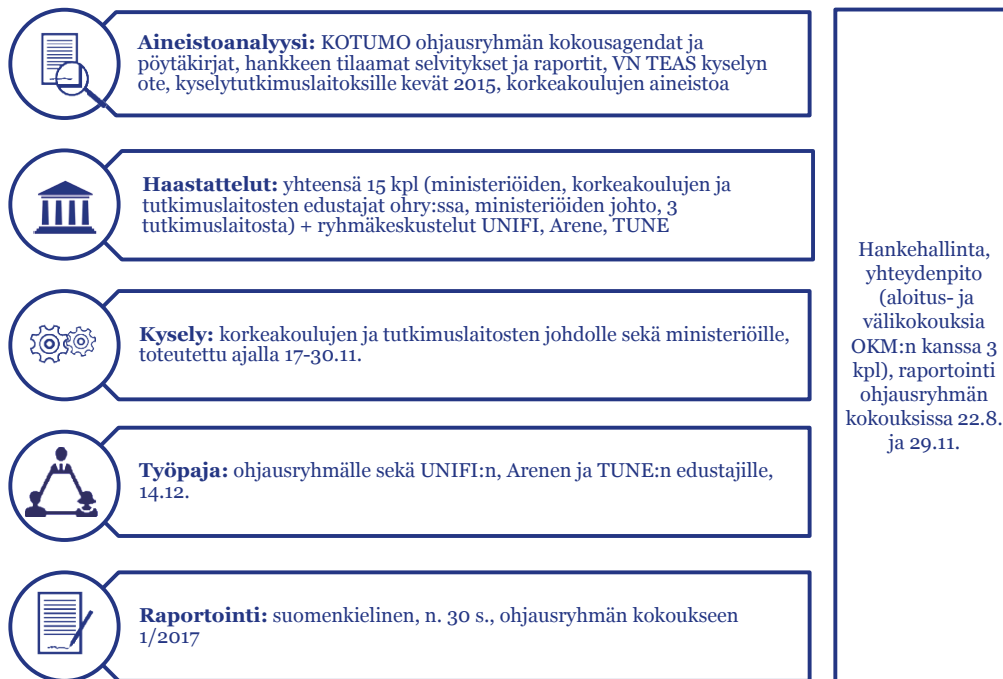 Aineistoanalyysi: KOTUMO ohjausryhmän kokousagendat ja
pöytäkirjat, hankkeen tilaamat selvitykset ja raportit, VN TEAS kyselyn
ote, kyselytutkimuslaitoksille kevät 2015, korkeakoulujen aineistoa
Haastattelut: yhteensä 15 kpl (ministeriöiden, korkeakoulujen ja
tutkimuslaitosten edustajat ohry:ssa, ministeriöiden johto, 3
tutkimuslaitosta) + ryhmäkeskustelut UNIFI, Arene, TUNE
Kysely: korkeakoulujen ja tutkimuslaitosten johdolle sekä ministeriöille,
toteutettu ajalla 17-30.11.
Työpaja: ohjausryhmälle sekä UNIFI:n, Arenen ja TUNE:n edustajille,
14.12.
Raportointi: suomenkielinen, n. 30 s., ohjausryhmän kokoukseen
1/2017
Hankehallinta,
yhteydenpito
(aloitus- ja
välikokouksia
OKM:n kanssa 3
kpl), raportointi
ohjausryhmän
kokouksissa 22.8.
ja 29.11.